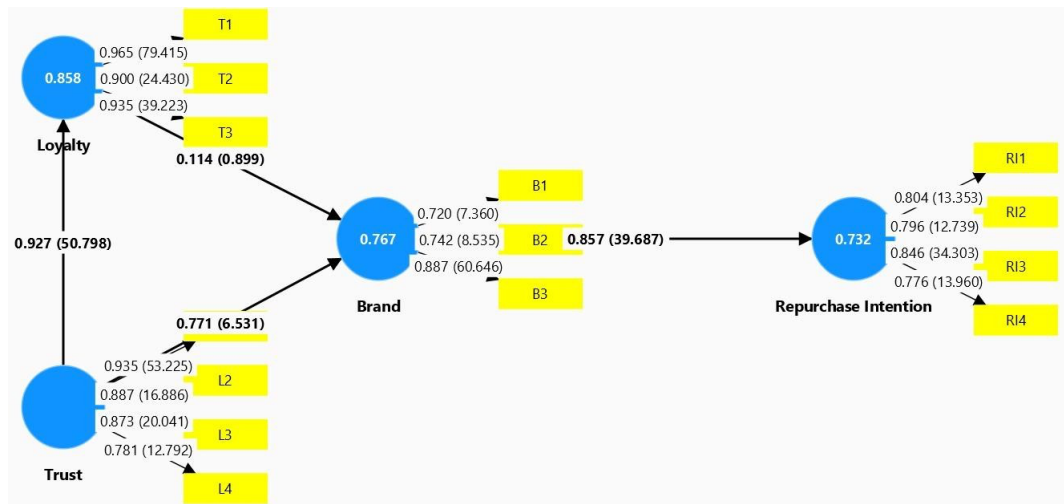 T1
0.965 (79.415)
0.858
0.900 (24.430)
T2
0.935 (39.223)
T3
Loyalty
0.114 (0.899)
0.927 (50.798)
B1
0.720 (7.360)
0.767
0.742 (8.535)
B2
0.887 (60.646)
B3
Brand
0.857 (39.687)
RI1
0.804 (13.353)
RI2
0.796 (12.739)
0.732
0.846 (34.303)
RI3
0.776 (13.960)
RI4
Repurchase Intention
0.771 (6.531)
0.935 (53.225)
L2
0.887 (16.886)
0.873 (20.041)
L3
0.781 (12.792)
L4
Trust